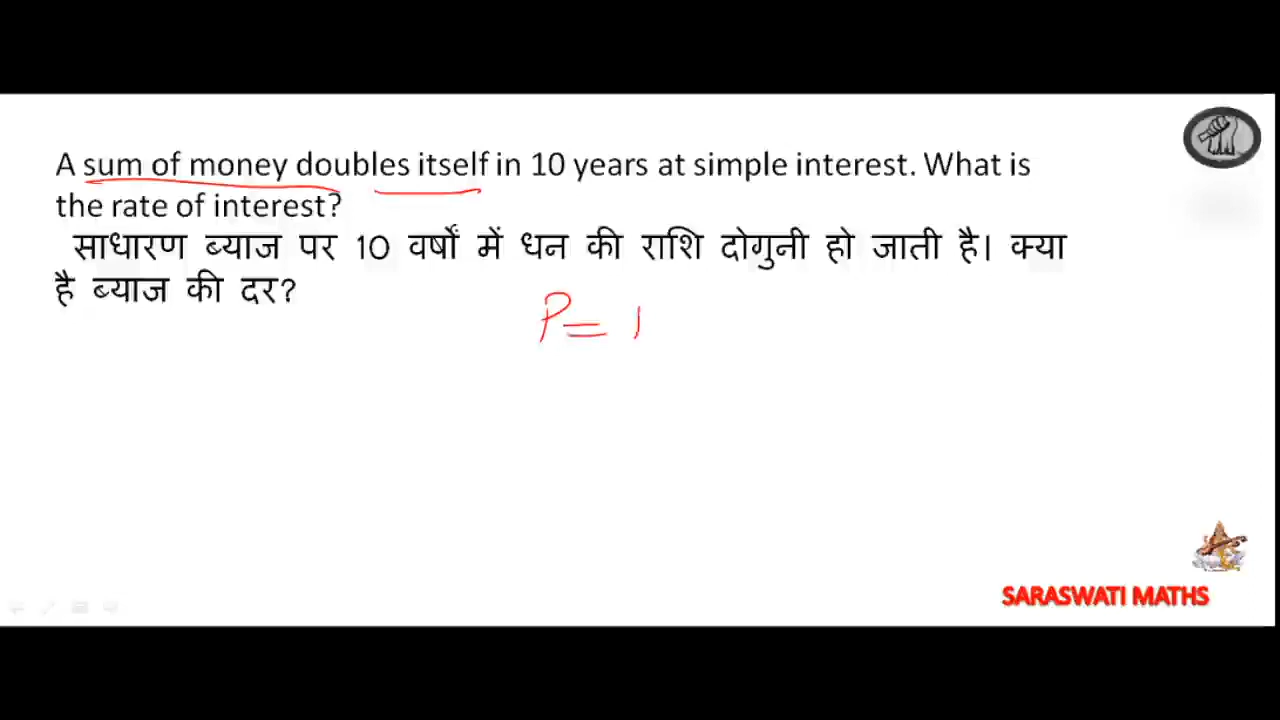 A sum of money doubles itself in 10 years at simple interest. What is
the rate of interest?
साधारण ब्याज पर 10 वर्षों में धन की राशि दोगुनी हो जाती है। क्या
है ब्याज की दर?
P = 1
SARASWATI MATHS